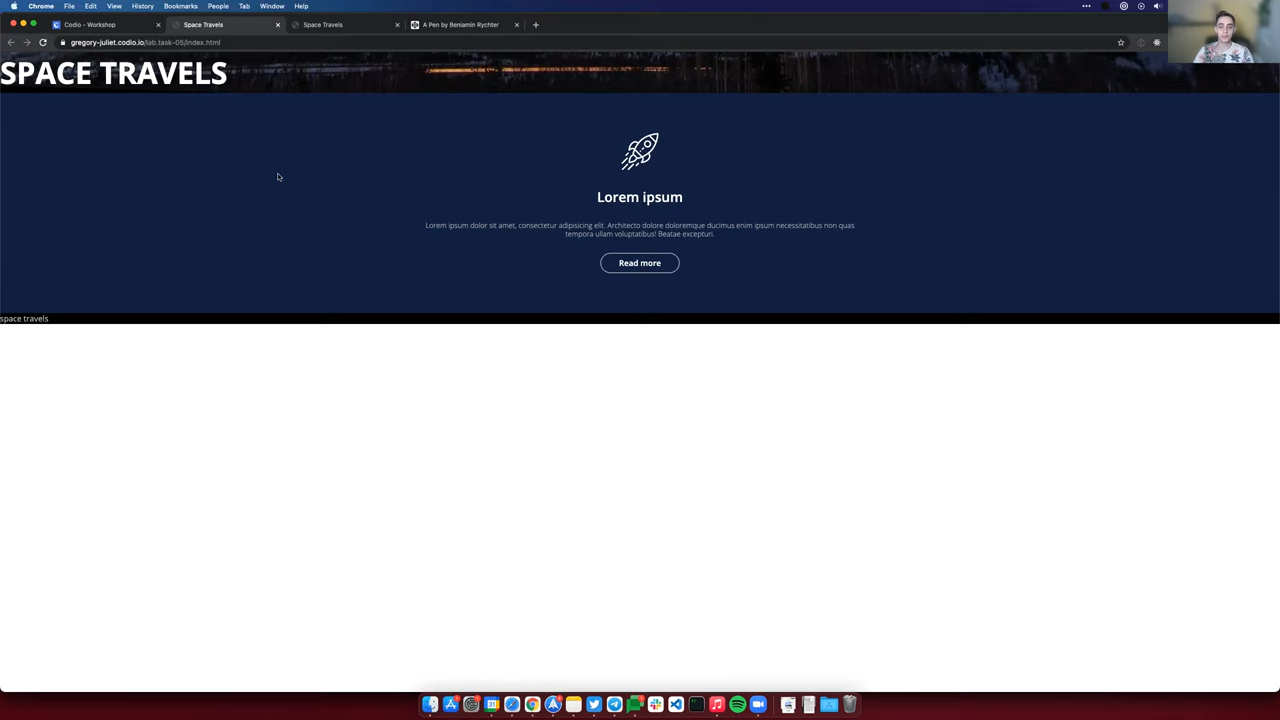 Chrome File Edit View History Bookmarks People Tab Window Help
Codio - Workshop
Space Travels
Space Travels
A Pen by Beniamin Rychter
gregory-juliet.codio.io/lab.task-05/index.html
SPACE TRAVELS
Lorem ipsum
Lorem ipsum dolor sit amet, consectetur adipisicing elit. Architecto dolore doloremque ducimus enim ipsum necessitatibus non quas
tempora ullam voluptatibus! Beatae excepturi.
Read more
space travels